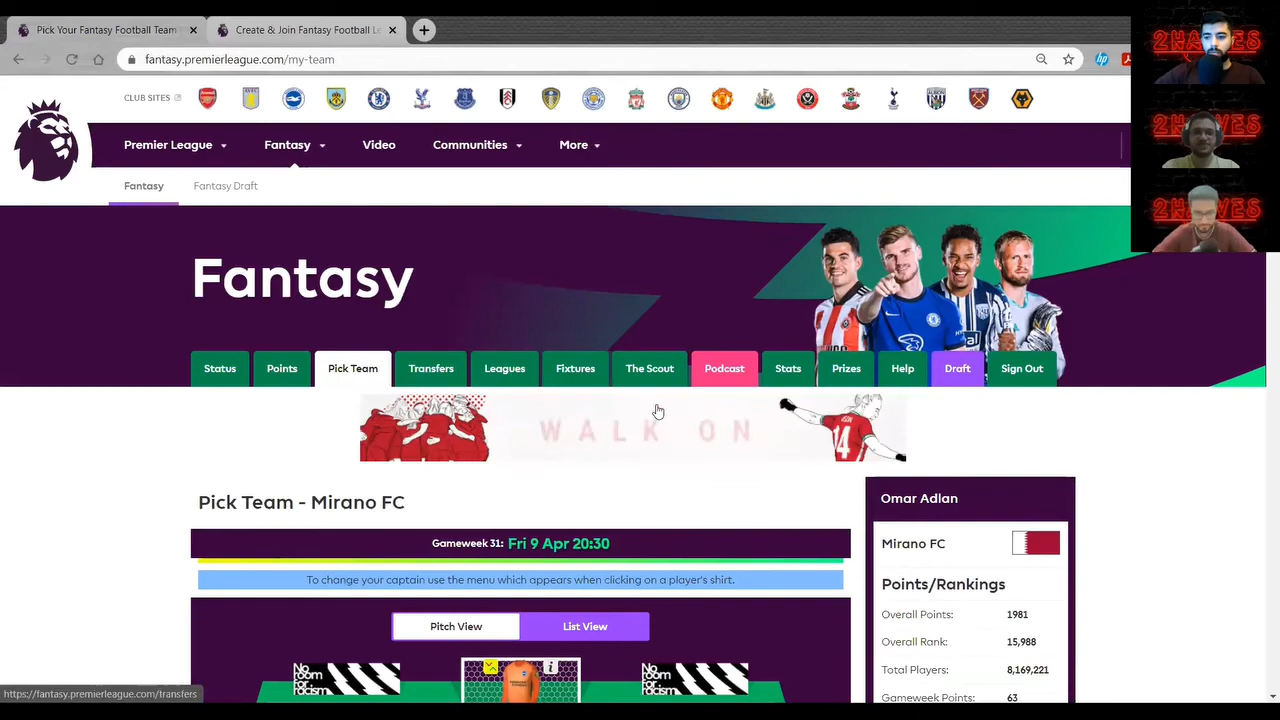 Pick Your Fantasy Football Team
Create & Join Fantasy Football Le
fantasy.premierleague.com/my-team
CLUB SITES
Premier League
Fantasy
Video
Communities
More
Fantasy
Fantasy Draft
Fantasy
Status
Points
Pick Team
Transfers
Leagues
Fixtures
The Scout
Podcast
Stats
Prizes
Help
Draft
Sign Out
WALK ON
14
Pick Team - Mirano FC
Gameweek 31: Fri 9 Apr 20:30
To change your captain use the menu which appears when clicking on a player's shirt.
Pitch View
List View
No room for racism
No room for racism
Omar Adlan
Mirano FC
Points/Rankings
Overall Points: 1981
Overall Rank: 15,988
Total Players: 8,169,221
Gameweek Points: 63
https://fantasy.premierleague.com/transfers
2HALVES
2HALVES
2HALVES